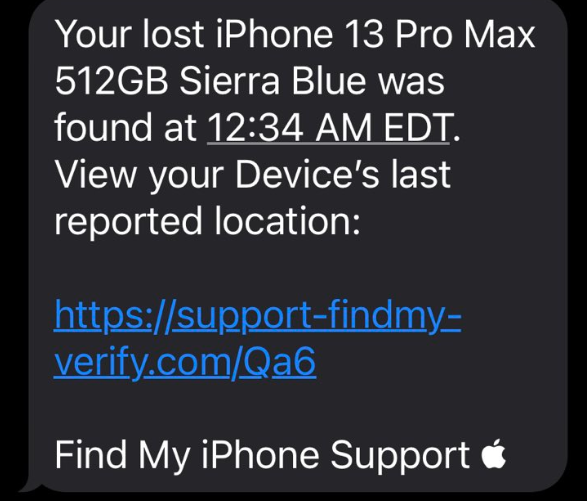 Your lost iPhone 13 Pro Max
512GB Sierra Blue was
found at 12:34 AM EDT.
View your Device’s last
reported location:
https://support-findmy-
verify.com/Qa6
Find My iPhone Support